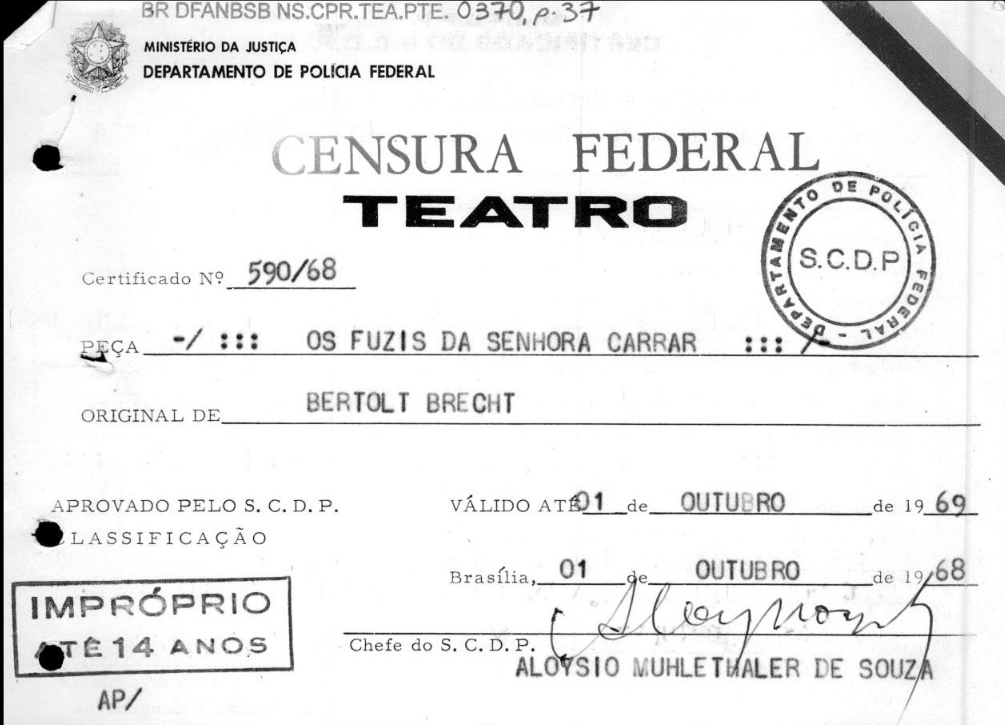 BR DFANBSB NS.CPR.TEA.PTE. 0370, p.37
MINISTÉRIO DA JUSTIÇA
DEPARTAMENTO DE POLÍCIA FEDERAL
CENSURA FEDERAL
TEATRO
DEPARTAMENTO DE POLÍCIA FEDERAL -
S.C.D.P
Certificado Nº 590/68
PEÇA -/ ::: OS FUZIS DA SENHORA CARRAR ::: /-
ORIGINAL DE BERTOLT BRECHT
APROVADO PELO S. C. D. P.
CLASSIFICAÇÃO
VÁLIDO ATÉ 01 de OUTUBRO de 19 69
Brasília, 01 de OUTUBRO de 19 68
IMPRÓPRIO
ATÉ 14 ANOS
Chefe do S. C. D. P.
ALOYSIO MUHLETHALER DE SOUZA
AP/